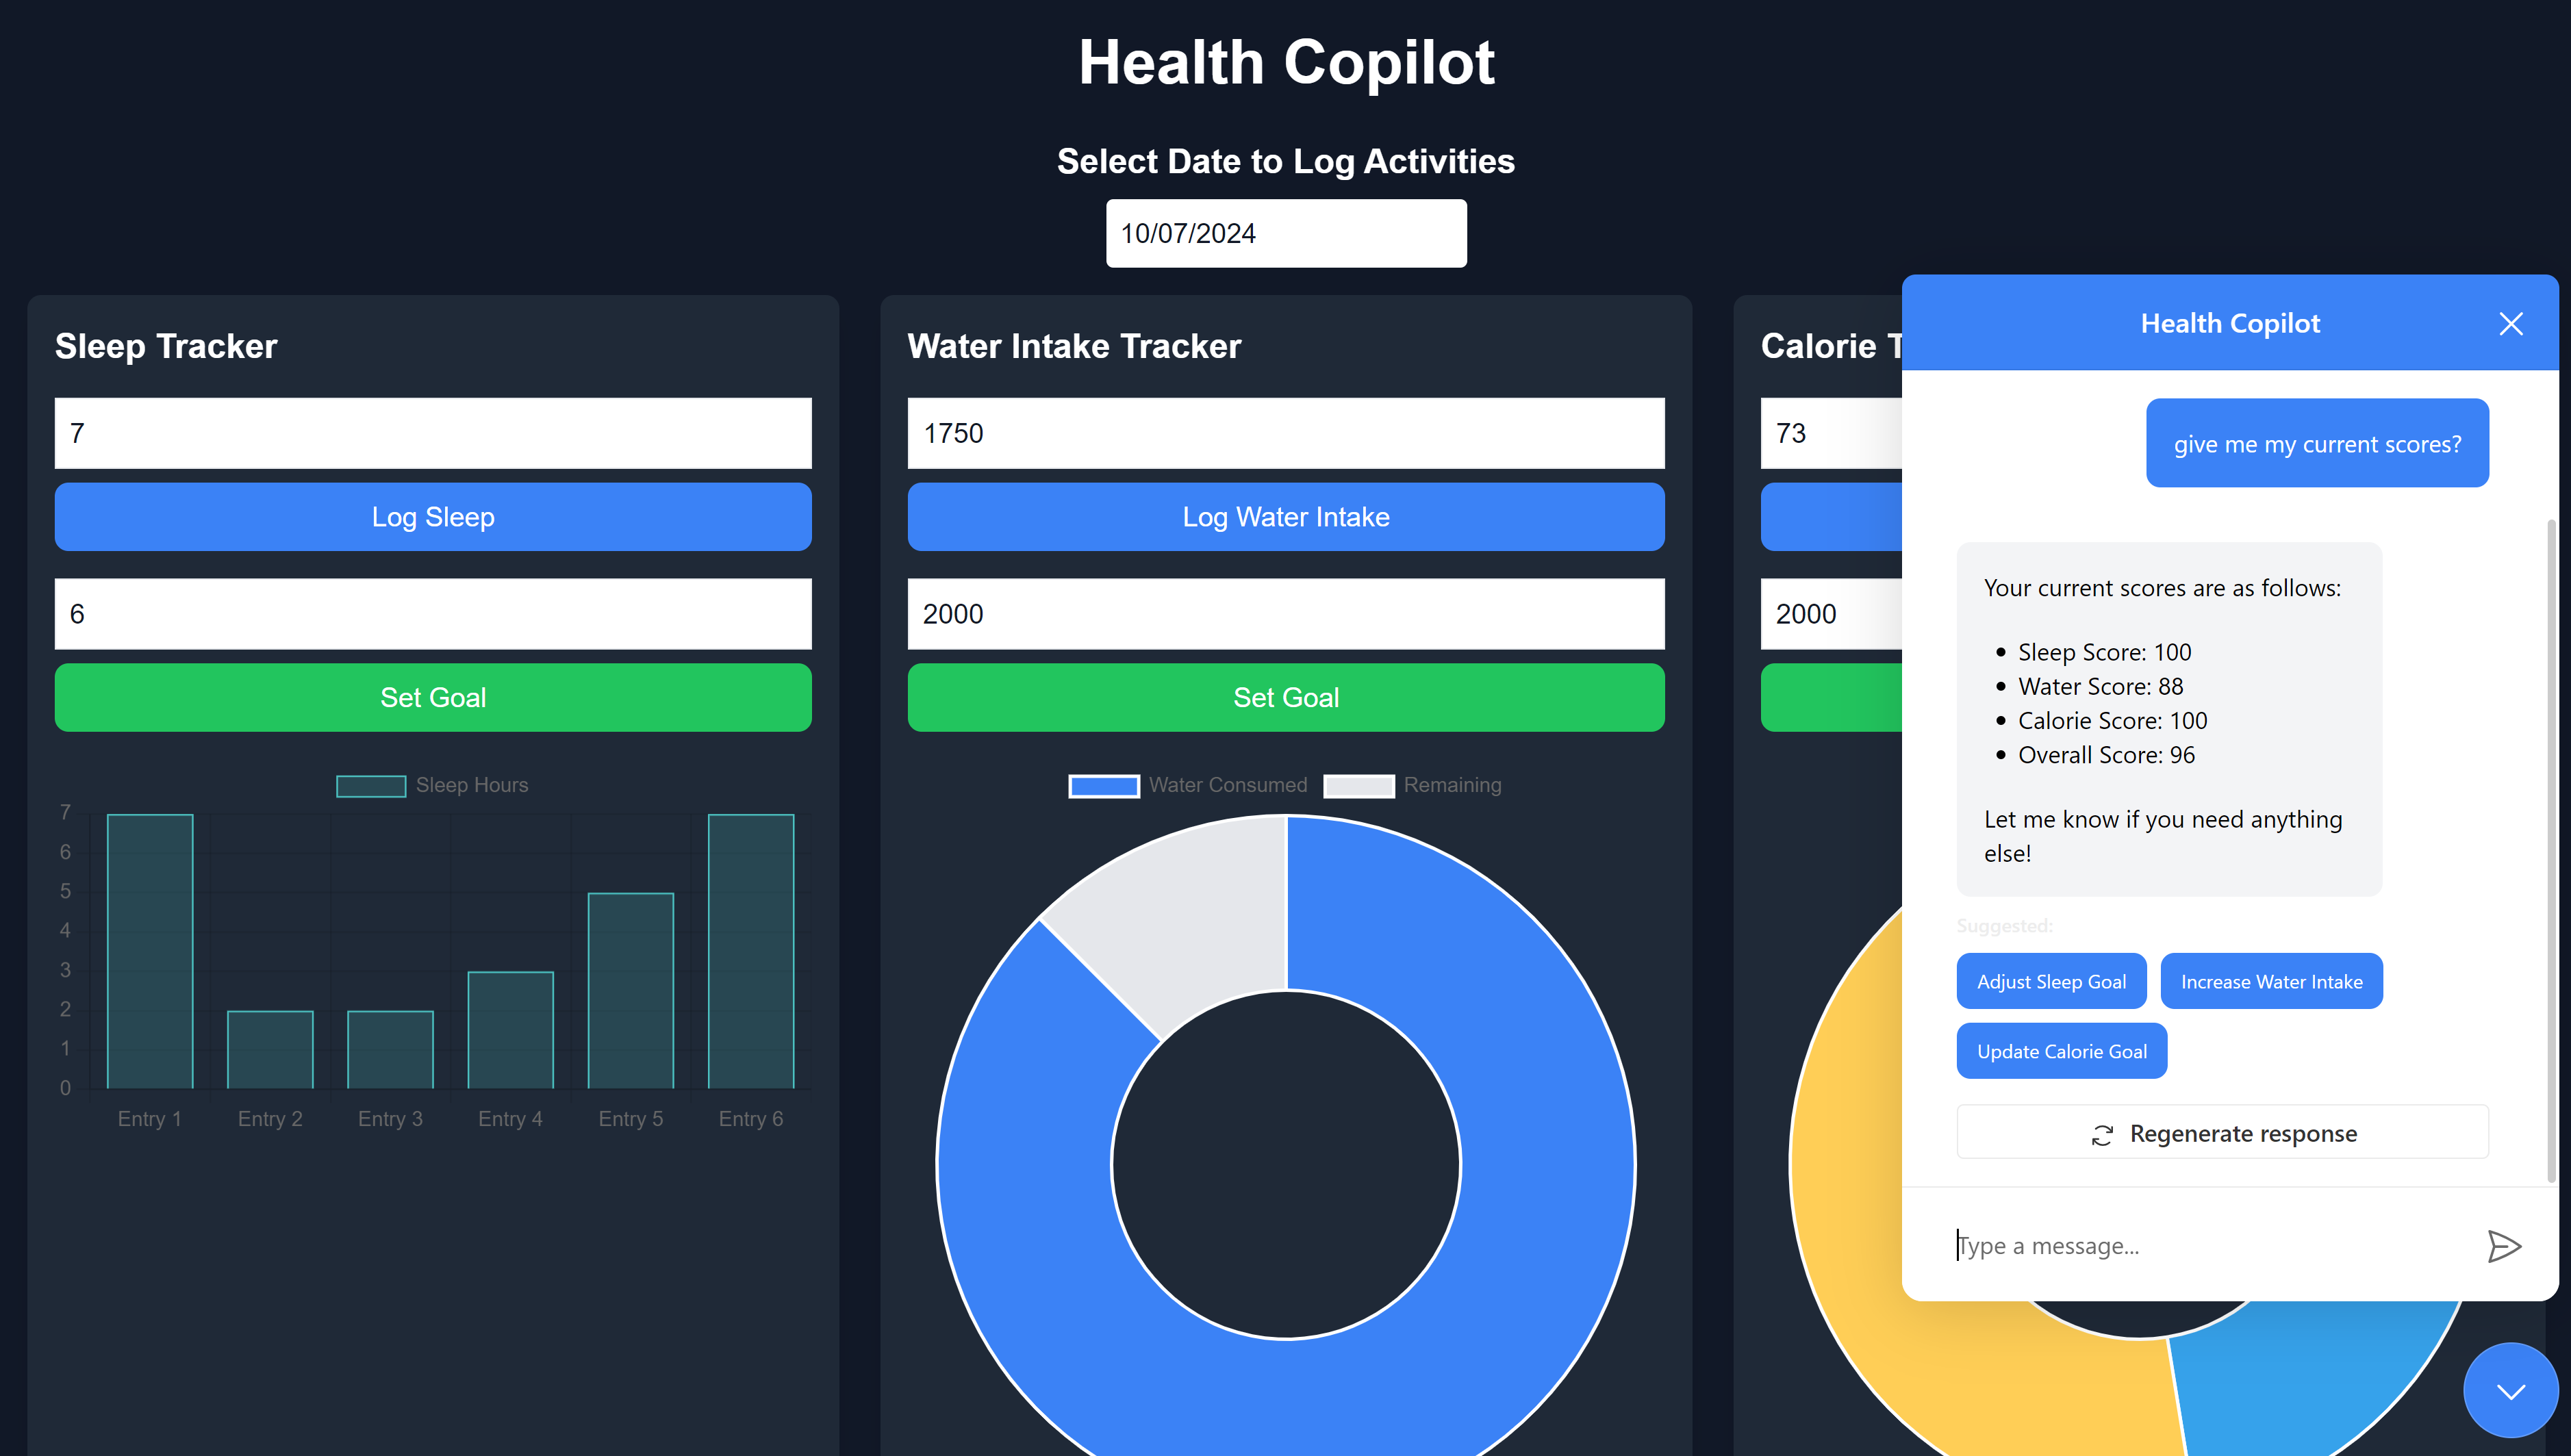 Health Copilot
Select Date to Log Activities
10/07/2024
Sleep Tracker
7
Log Sleep
6
Set Goal
Sleep Hours
7
6
5
4
3
2
1
0
Entry 1 Entry 2 Entry 3 Entry 4 Entry 5 Entry 6
Water Intake Tracker
1750
Log Water Intake
2000
Set Goal
Water Consumed Remaining
Calorie T
73
2000
Health Copilot
give me my current scores?
Your current scores are as follows:
• Sleep Score: 100
• Water Score: 88
• Calorie Score: 100
• Overall Score: 96
Let me know if you need anything
else!
Suggested:
Adjust Sleep Goal Increase Water Intake
Update Calorie Goal
Regenerate response
Type a message...